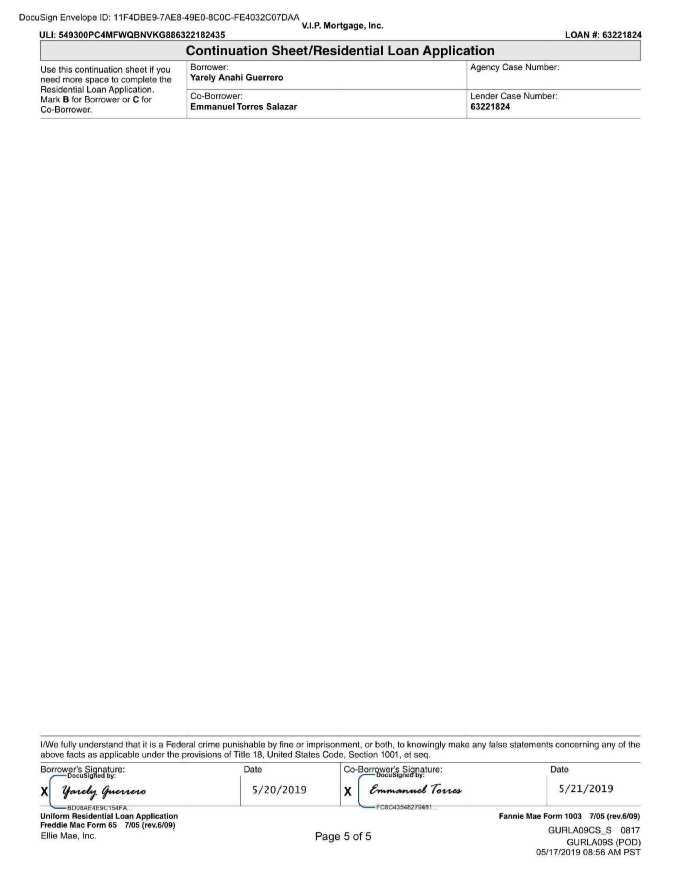 DocuSign Envelope ID: 11F4DBE9-7AE8-49E0-8C0C-FE4032C07DAA
V.I.P. Mortgage, Inc.
ULI: 549300PC4MFWQBNVKG886322182435 LOAN #: 63221824
Continuation Sheet/Residential Loan Application
Use this continuation sheet if you
need more space to complete the
Residential Loan Application.
Mark B for Borrower or C for
Co-Borrower.
Borrower:
Yarely Anahi Guerrero
Agency Case Number:
Co-Borrower:
Emmanuel Torres Salazar
Lender Case Number:
63221824
I/We fully understand that it is a Federal crime punishable by fine or imprisonment, or both, to knowingly make any false statements concerning any of the
above facts as applicable under the provisions of Title 18, United States Code, Section 1001, et seq.
Borrower's Signature:
DocuSigned by:
X Yarely Guerrero
Date
5/20/2019
Co-Borrower's Signature:
DocuSigned by:
X Emmanuel Torres
Date
5/21/2019
Uniform Residential Loan Application
Freddie Mac Form 65 7/05 (rev.6/09)
Ellie Mae, Inc.
Page 5 of 5
Fannie Mae Form 1003 7/05 (rev.6/09)
GURLA09CS_S 0817
GURLA09S (POD)
05/17/2019 08:56 AM PST